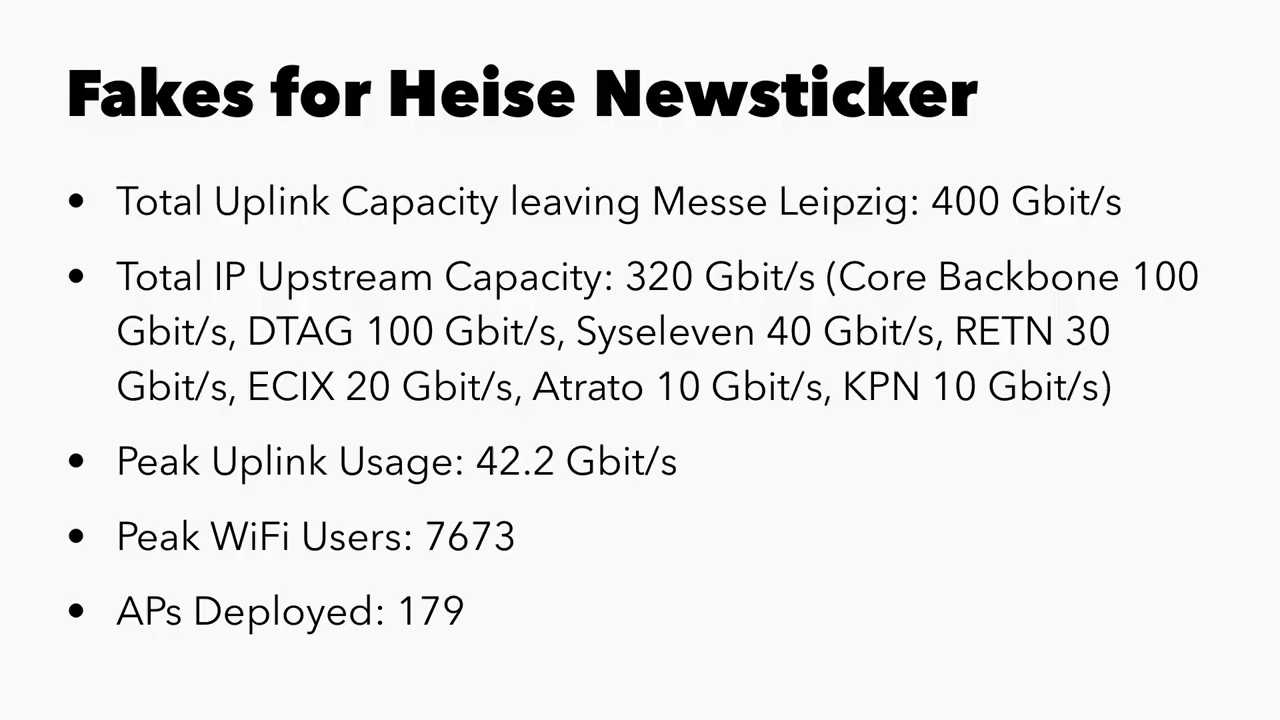 Fakes for Heise Newsticker
• Total Uplink Capacity leaving Messe Leipzig: 400 Gbit/s
• Total IP Upstream Capacity: 320 Gbit/s (Core Backbone 100
Gbit/s, DTAG 100 Gbit/s, Syseleven 40 Gbit/s, RETN 30
Gbit/s, ECIX 20 Gbit/s, Atrato 10 Gbit/s, KPN 10 Gbit/s)
• Peak Uplink Usage: 42.2 Gbit/s
• Peak WiFi Users: 7673
• APs Deployed: 179